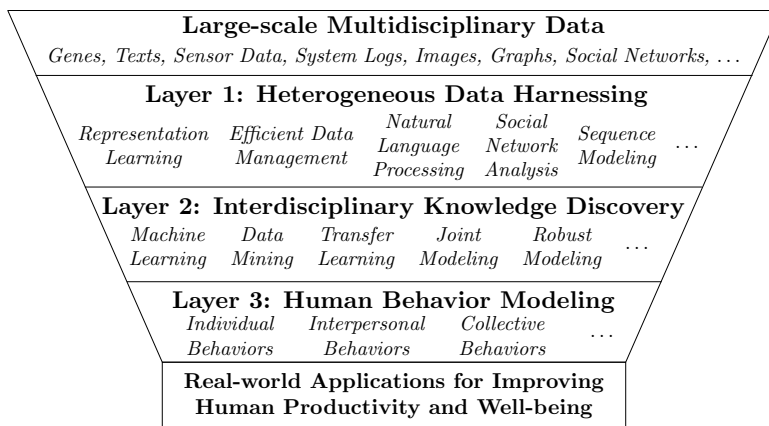 Large-scale Multidisciplinary Data
Genes, Texts, Sensor Data, System Logs, Images, Graphs, Social Networks, ...
Layer 1: Heterogeneous Data Harnessing
Representation Learning
Efficient Data Management
Natural Language Processing
Social Network Analysis
Sequence Modeling
...
Layer 2: Interdisciplinary Knowledge Discovery
Machine Learning
Data Mining
Transfer Learning
Joint Modeling
Robust Modeling
...
Layer 3: Human Behavior Modeling
Individual Behaviors
Interpersonal Behaviors
Collective Behaviors
...
Real-world Applications for Improving
Human Productivity and Well-being